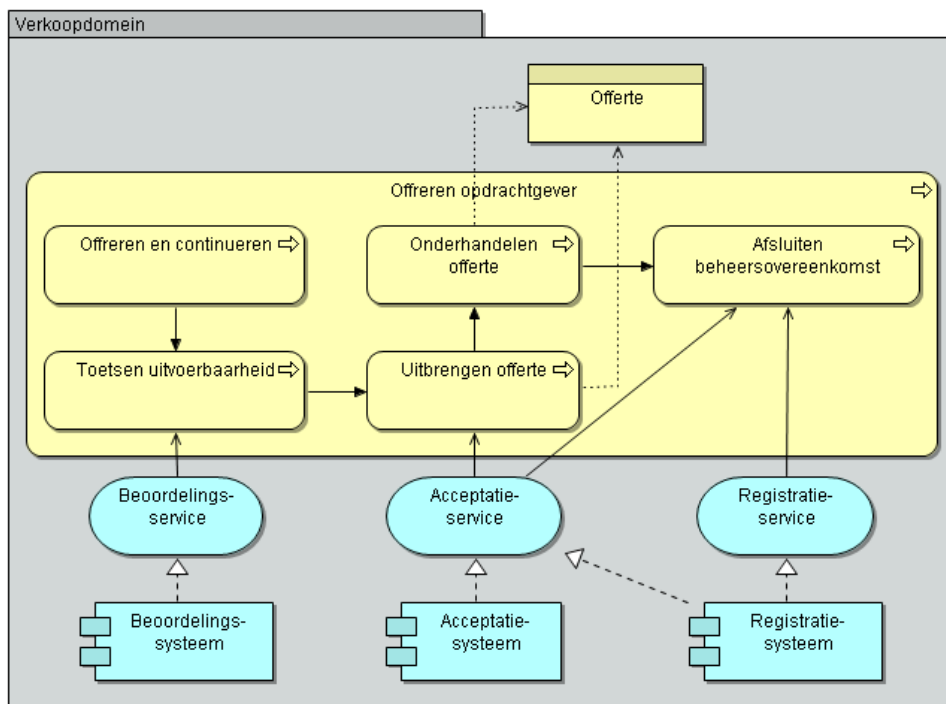 Verkoopdomein
Offerte
Offreren opdrachtgever
Offreren en continueren
Onderhandelen
offerte
Afsluiten
beheersovereenkomst
Toetsen uitvoerbaarheid
Uitbrengen offerte
Beoordelings-
service
Acceptatie-
service
Registratie-
service
Beoordelings-
systeem
Acceptatie-
systeem
Registratie-
systeem